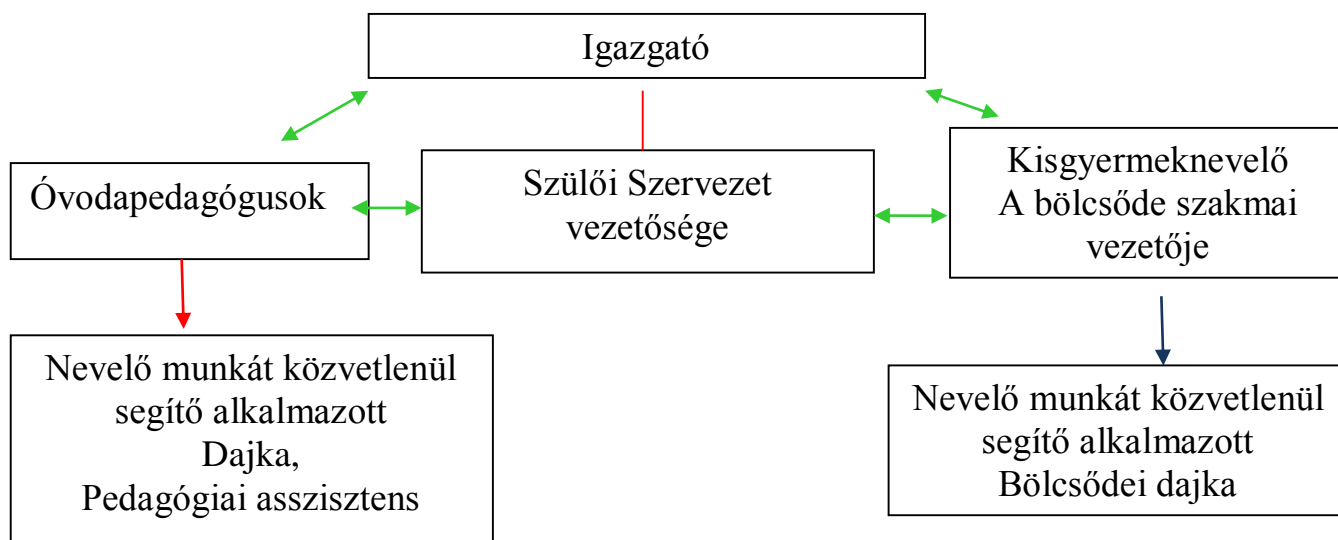 Igazgató
Óvodapedagógusok
Szülői Szervezet
vezetősége
Kisgyermeknevelő
A bölcsőde szakmai
vezetője
Nevelő munkát közvetlenül
segítő alkalmazott
Dajka,
Pedagógiai asszisztens
Nevelő munkát közvetlenül
segítő alkalmazott
Bölcsődei dajka